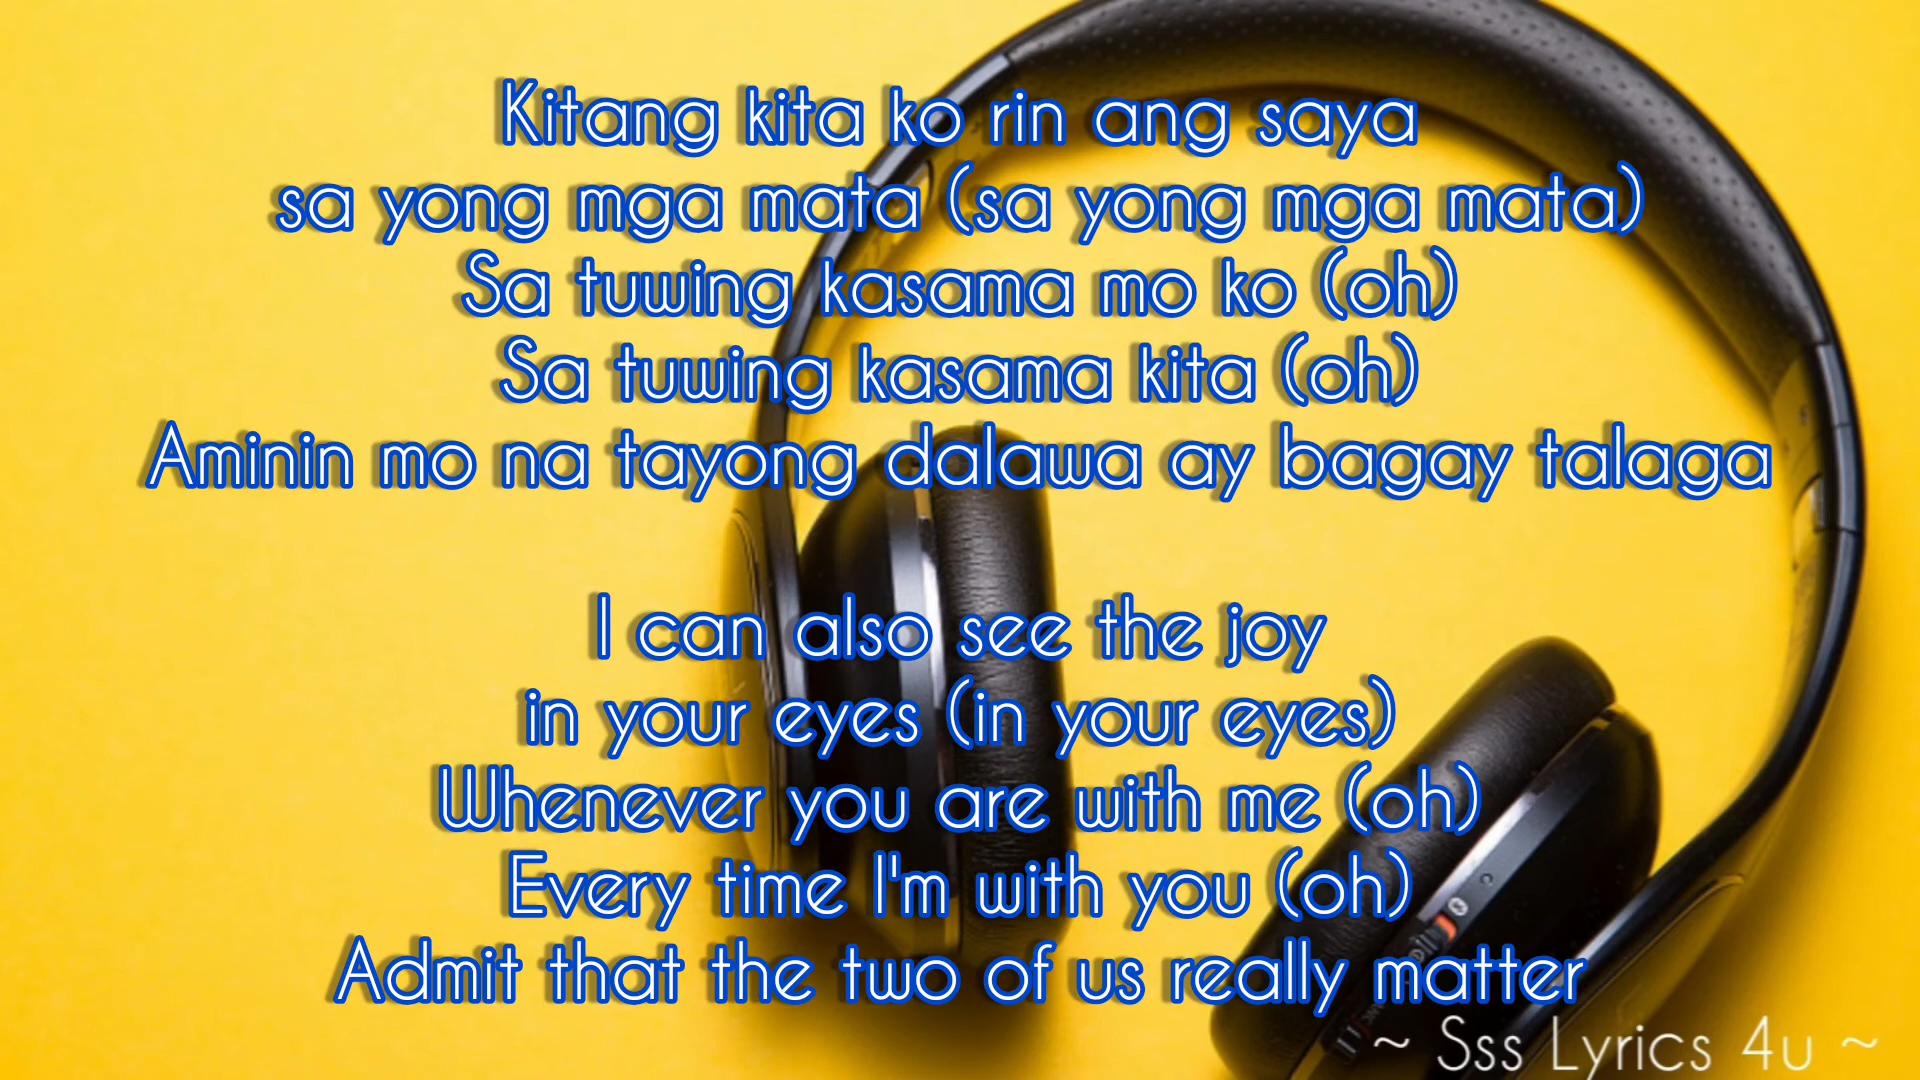 Kitang kita ko rin ang saya
sa yong mga mata (sa yong mga mata)
Sa tuwing kasama mo ko (oh)
Sa tuwing kasama kita (oh)
Aminin mo na tayong dalawa ay bagay talaga
I can also see the joy
in your eyes (in your eyes)
Whenever you are with me (oh)
Every time I'm with you (oh)
Admit that the two of us really matter
~ Sss Lyrics 4u ~